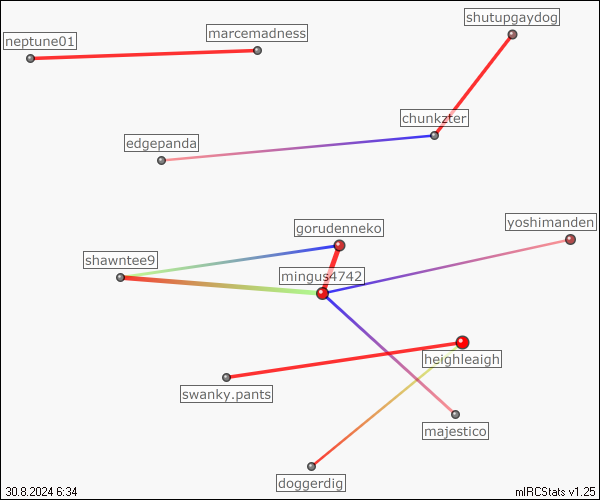 shutupgaydog
marcemadness
neptune01
chunkzter
edgepanda
yoshimanden
gorudenneko
shawntee9
mingus4742
heighleaigh
swanky.pants
majestico
doggerdig
30.8.2024 6:34
mIRCStats v1.25